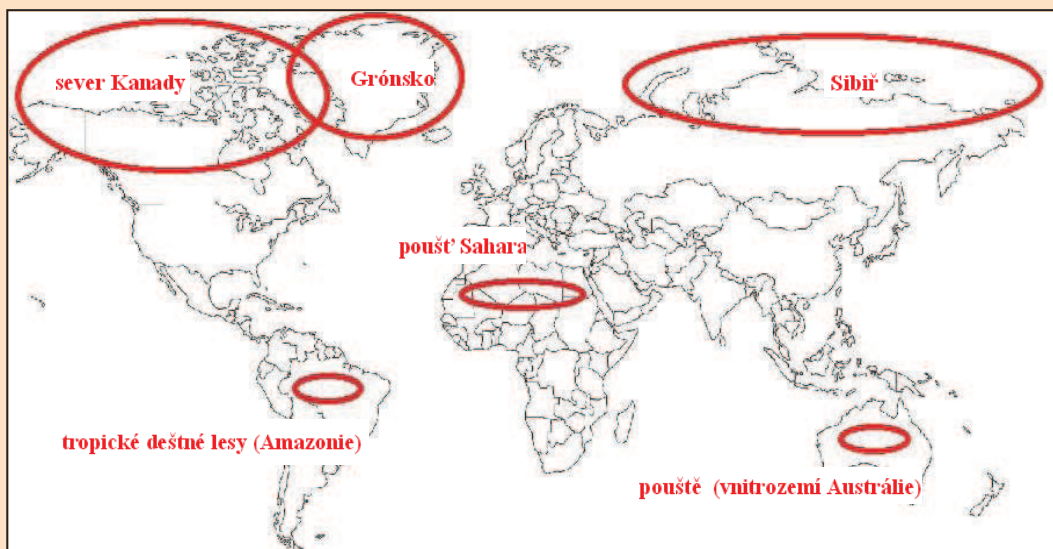 sever Kanady
Grónsko
Sibiř
poušť Sahara
tropické deštné lesy (Amazonie)
pouště (vnitrozemí Austrálie)